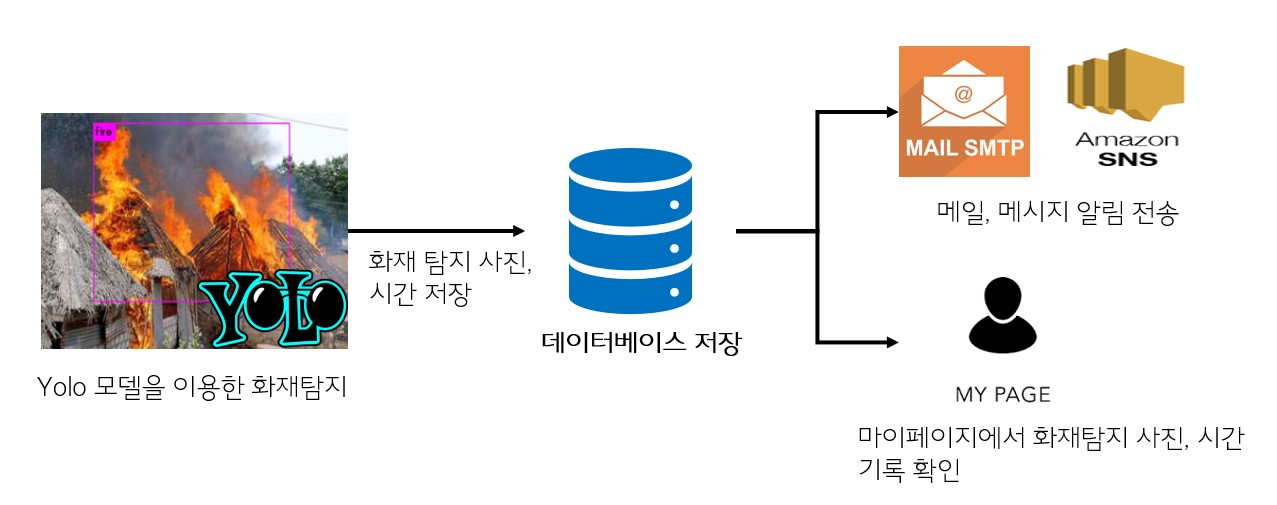 fire
YOLO
Yolo 모델을 이용한 화재탐지
화재 탐지 사진,
시간 저장
데이터베이스 저장
@
MAIL SMTP
Amazon
SNS
메일, 메시지 알림 전송
MY PAGE
마이페이지에서 화재탐지 사진, 시간
기록 확인